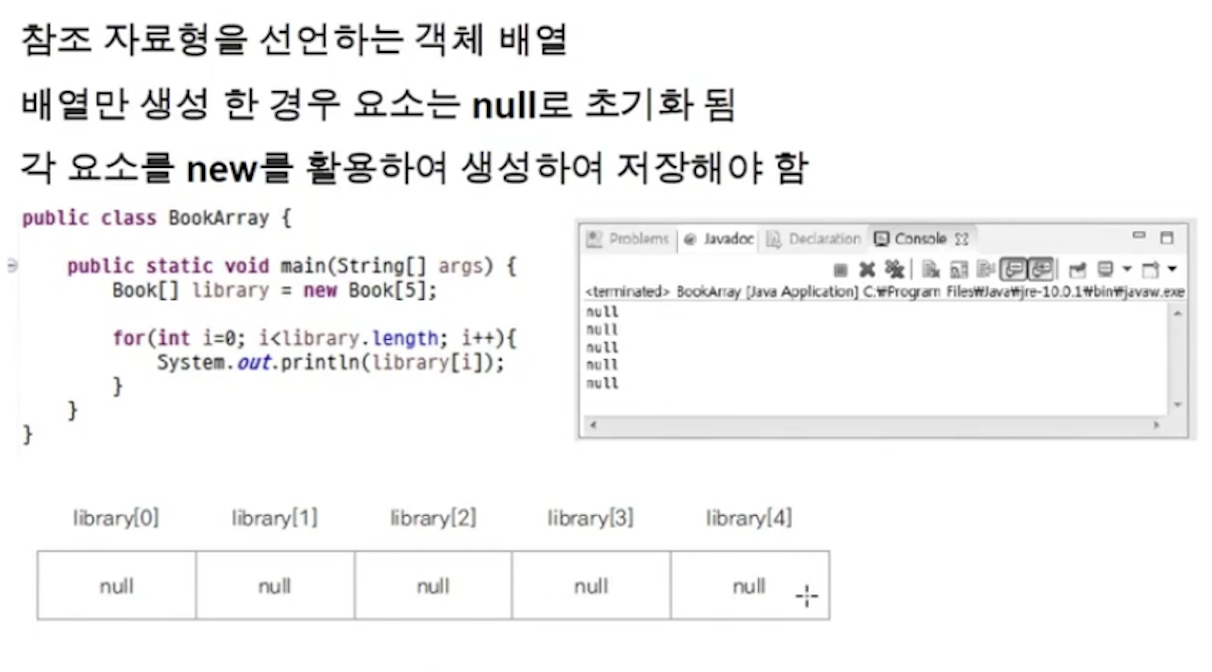 참조 자료형을 선언하는 객체 배열
배열만 생성 한 경우 요소는 null로 초기화 됨
각 요소를 new를 활용하여 생성하여 저장해야 함
public class BookArray {
public static void main(String[] args) {
Book[] library = new Book[5];
for(int i=0; i<library.length; i++){
System.out.println(library[i]);
}
}
}
Problems Javadoc Declaration Console
<terminated> BookArray [Java Application] C:₩Program Files₩Java₩jre-10.0.1₩bin₩javaw.exe
null
null
null
null
null
library[0] library[1] library[2] library[3] library[4]
null null null null null